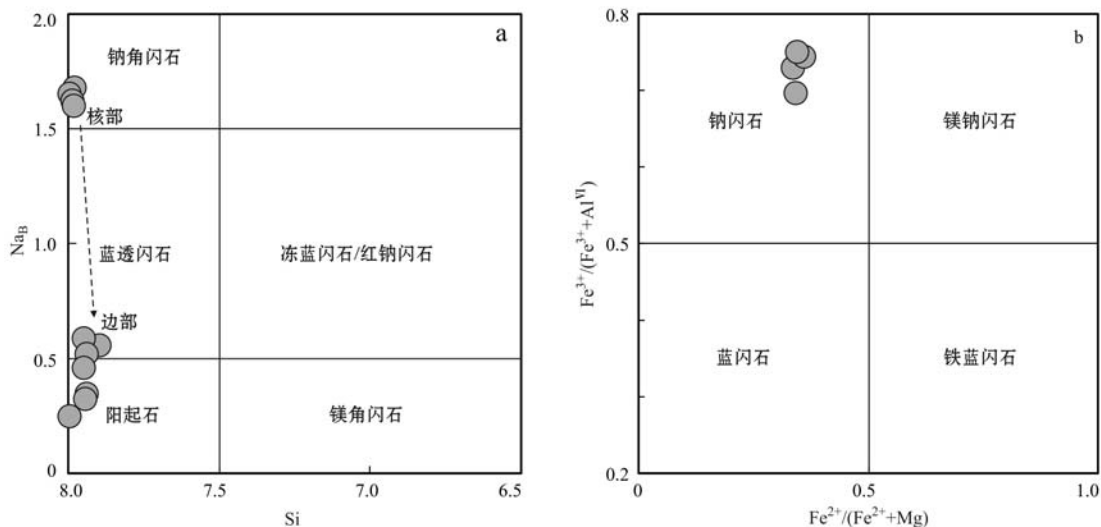 a
2.0
1.5
1.0
0.5
0
Na_B
钠角闪石
核部
蓝透闪石
冻蓝闪石/红钠闪石
边部
阳起石
镁角闪石
8.0
7.5
7.0
6.5
Si
b
0.8
0.5
0.2
Fe³⁺/(Fe³⁺+Al^VI)
钠闪石
镁钠闪石
蓝闪石
铁蓝闪石
0
0.5
1.0
Fe²⁺/(Fe²⁺+Mg)